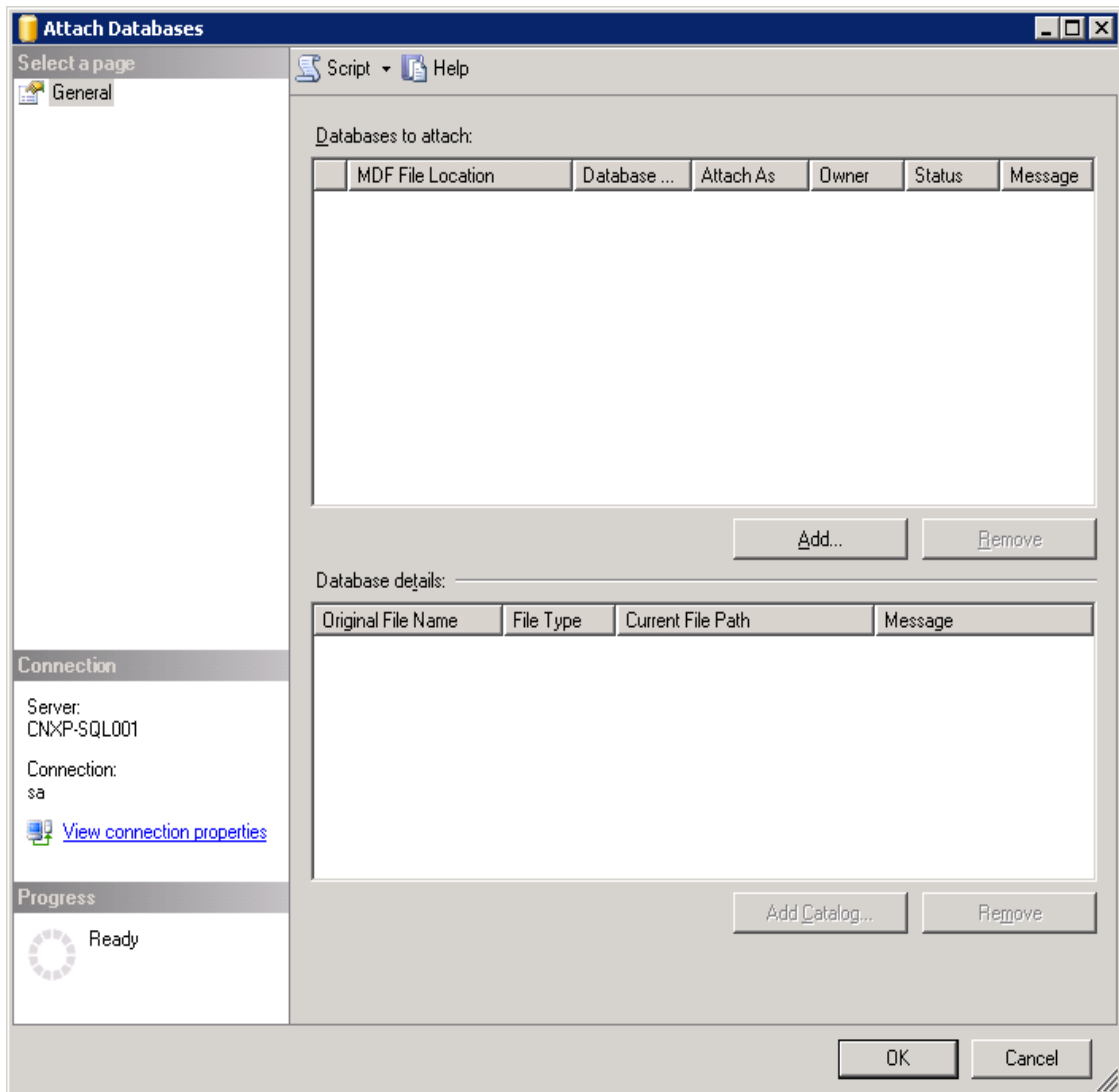 Attach Databases
Select a page
General
Script Help
Databases to attach:
MDF File Location Database ... Attach As Owner Status Message
Add... Remove
Database details:
Original File Name File Type Current File Path Message
Connection
Server:
CNXP-SQL001
Connection:
sa
View connection properties
Progress
Ready
Add Catalog... Remove
OK Cancel